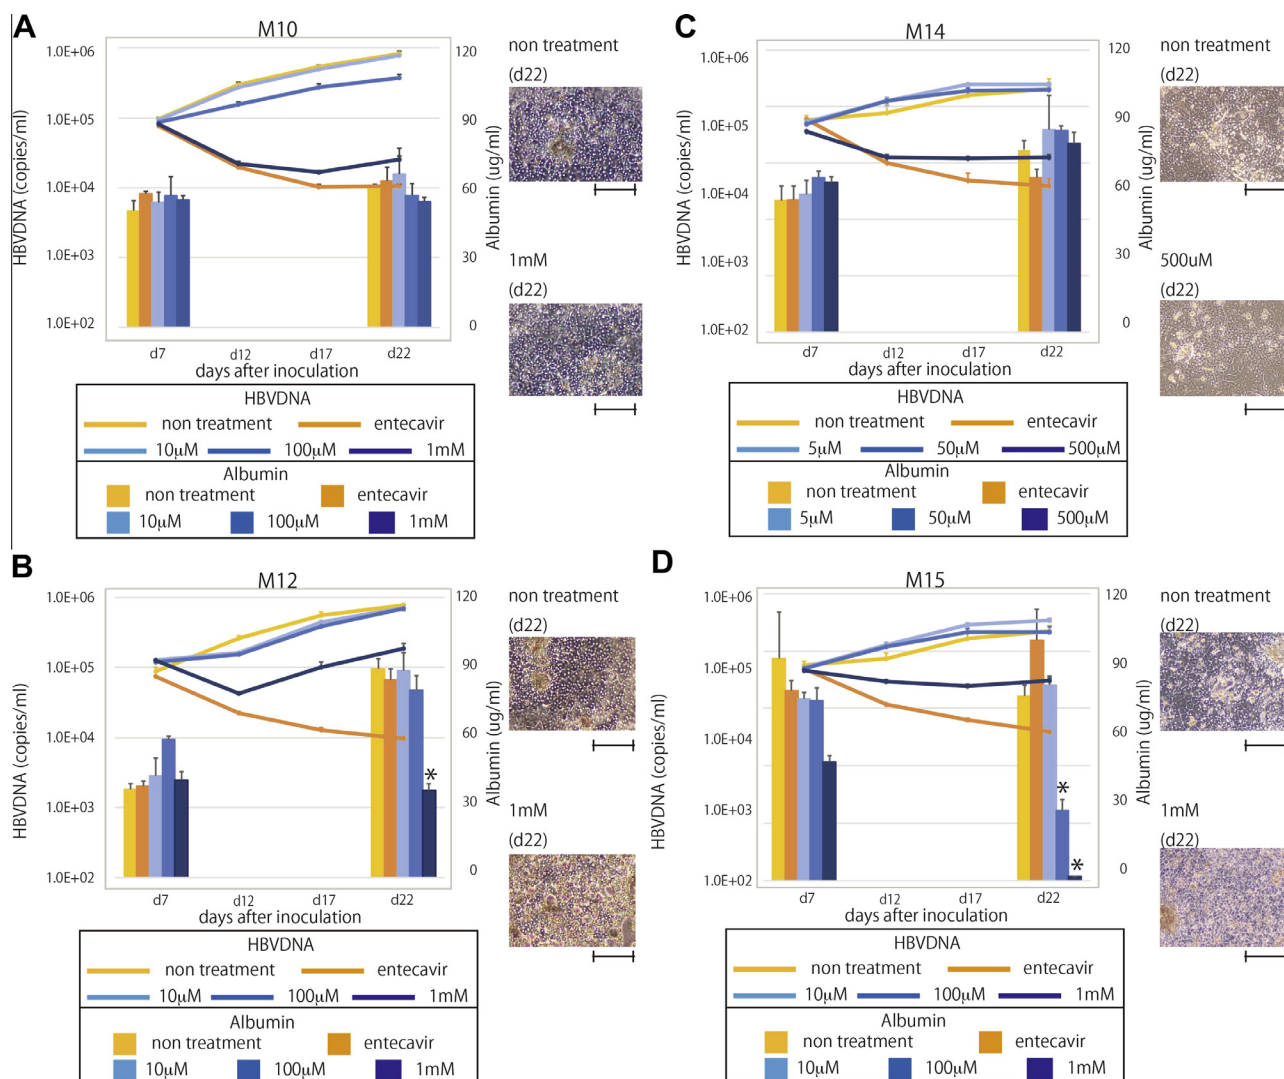 A
M10
1.0E+06
1.0E+05
1.0E+04
1.0E+03
1.0E+02
HBVDNA (copies/ml)
120
90
60
30
0
Albumin (ug/ml)
d7 d12 d17 d22
days after inoculation
non treatment
(d22)
1mM
(d22)
HBVDNA
non treatment entecavir
10μM 100μM 1mM
Albumin
non treatment entecavir
10μM 100μM 1mM
B
M12
1.0E+06
1.0E+05
1.0E+04
1.0E+03
1.0E+02
HBVDNA (copies/ml)
120
90
60
30
0
Albumin (ug/ml)
*
d7 d12 d17 d22
days after inoculation
non treatment
(d22)
1mM
(d22)
HBVDNA
non treatment entecavir
10μM 100μM 1mM
Albumin
non treatment entecavir
10μM 100μM 1mM
C
M14
1.0E+06
1.0E+05
1.0E+04
1.0E+03
1.0E+02
HBVDNA (copies/ml)
120
90
60
30
0
Albumin (ug/ml)
d7 d12 d17 d22
days after inoculation
non treatment
(d22)
500uM
(d22)
HBVDNA
non treatment entecavir
5μM 50μM 500μM
Albumin
non treatment entecavir
5μM 50μM 500μM
D
M15
1.0E+06
1.0E+05
1.0E+04
1.0E+03
1.0E+02
HBVDNA (copies/ml)
120
90
60
30
0
Albumin (ug/ml)
*
*
d7 d12 d17 d22
days after inoculation
non treatment
(d22)
1mM
(d22)
HBVDNA
non treatment entecavir
10μM 100μM 1mM
Albumin
non treatment entecavir
10μM 100μM 1mM